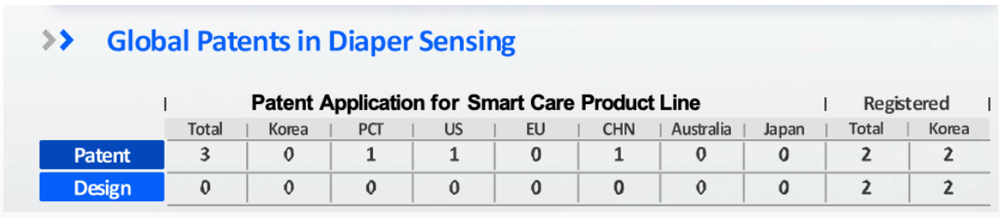 Global Patents in Diaper Sensing
| Patent Application for Smart Care Product Line | Registered |
Total | Korea | PCT | US | EU | CHN | Australia | Japan | Total | Korea
Patent 3 0 1 1 0 1 0 0 2 2
Design 0 0 0 0 0 0 0 0 2 2